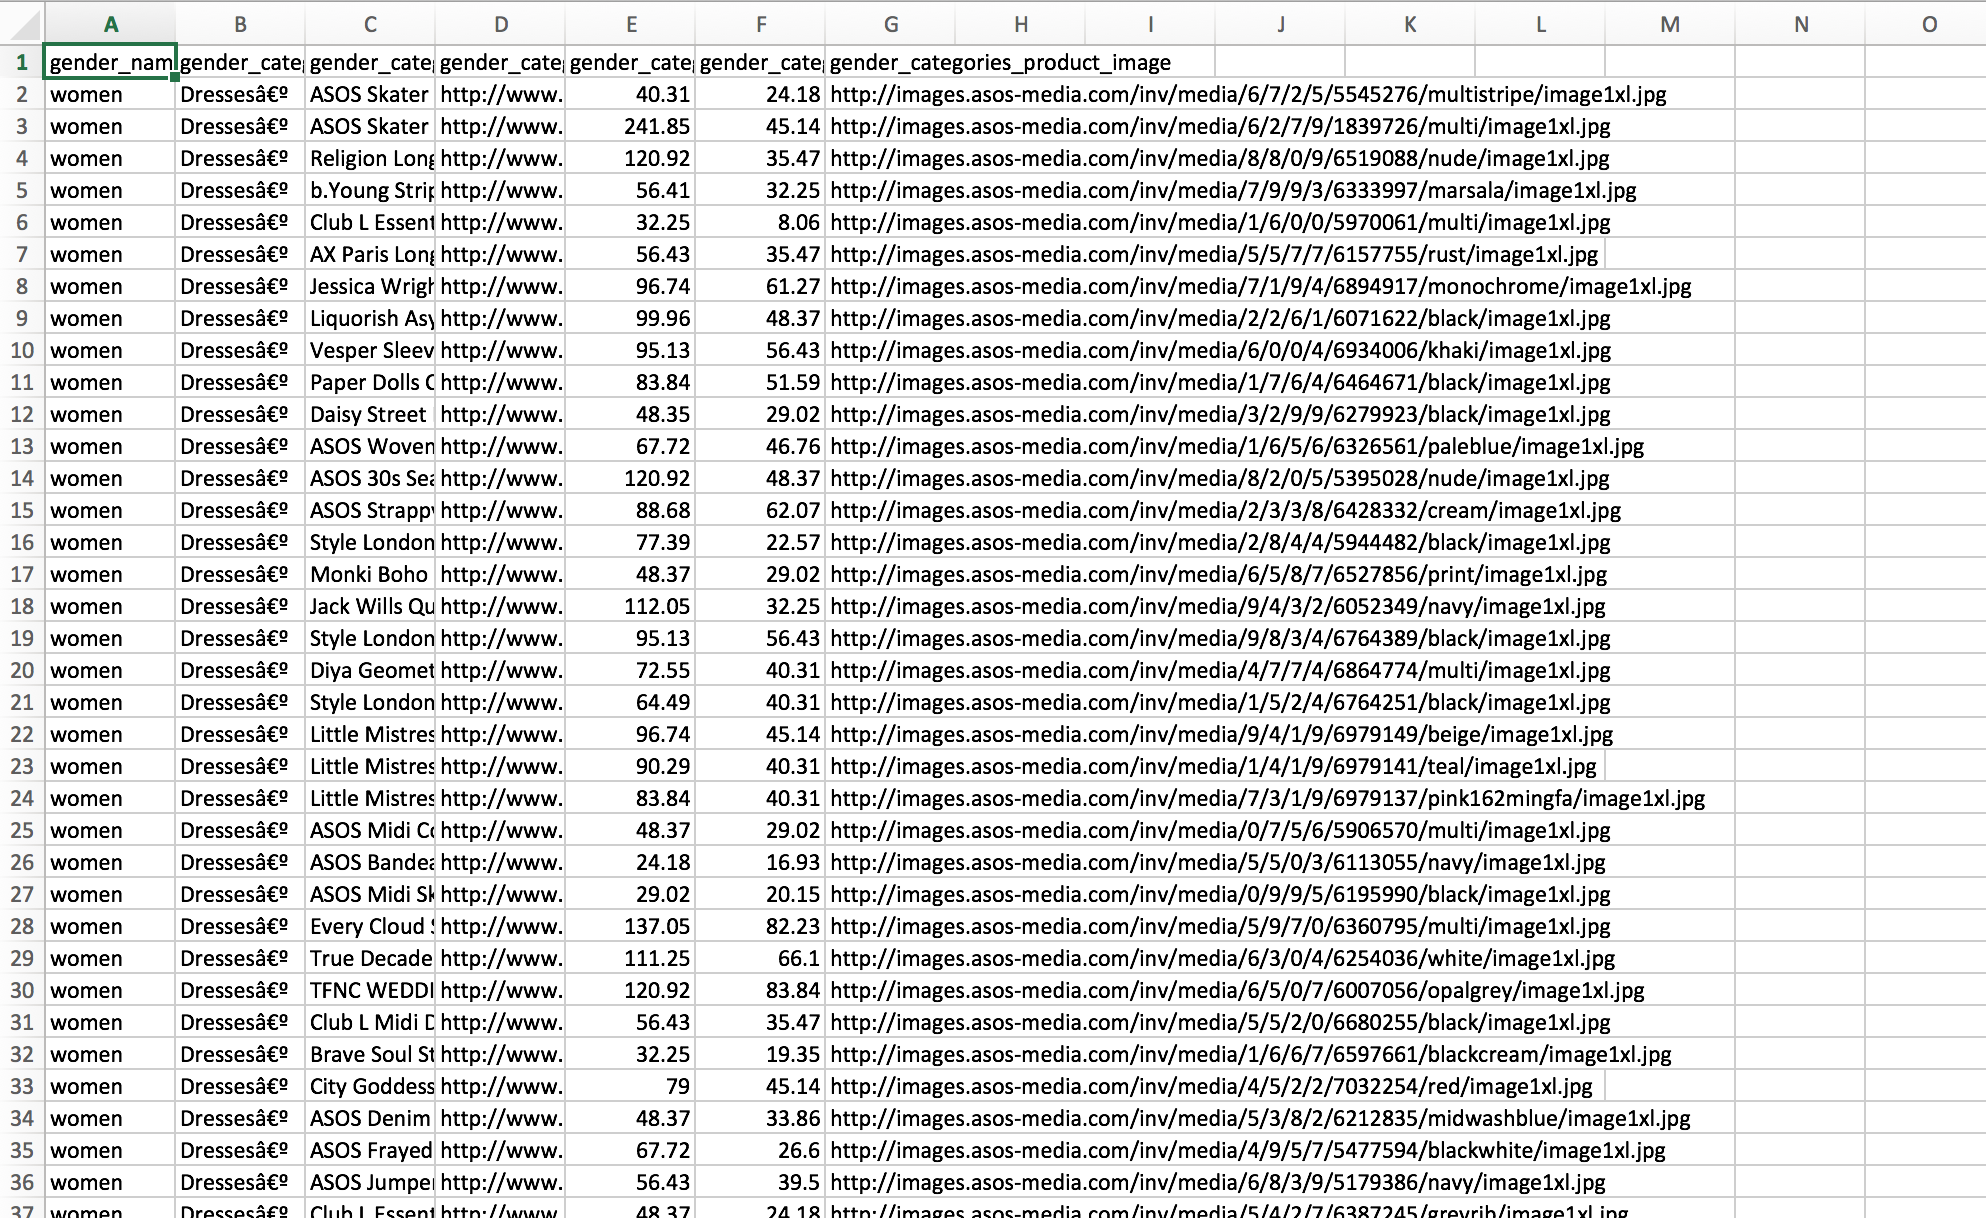 A B C D E F G H I J K L M N O
1 gender_nam gender_cate gender_cate gender_cate gender_cate gender_cate gender_categories_product_image
2 women Dressesâ€º ASOS Skater http://www. 40.31 24.18 http://images.asos-media.com/inv/media/6/7/2/5/5545276/multistripe/image1xl.jpg
3 women Dressesâ€º ASOS Skater http://www. 241.85 45.14 http://images.asos-media.com/inv/media/6/2/7/9/1839726/multi/image1xl.jpg
4 women Dressesâ€º Religion Long http://www. 120.92 35.47 http://images.asos-media.com/inv/media/8/8/0/9/6519088/nude/image1xl.jpg
5 women Dressesâ€º b.Young Strip http://www. 56.41 32.25 http://images.asos-media.com/inv/media/7/9/9/3/6333997/marsala/image1xl.jpg
6 women Dressesâ€º Club L Essent http://www. 32.25 8.06 http://images.asos-media.com/inv/media/1/6/0/0/5970061/multi/image1xl.jpg
7 women Dressesâ€º AX Paris Long http://www. 56.43 35.47 http://images.asos-media.com/inv/media/5/5/7/7/6157755/rust/image1xl.jpg
8 women Dressesâ€º Jessica Wrigh http://www. 96.74 61.27 http://images.asos-media.com/inv/media/7/1/9/4/6894917/monochrome/image1xl.jpg
9 women Dressesâ€º Liquorish Asy http://www. 99.96 48.37 http://images.asos-media.com/inv/media/2/2/6/1/6071622/black/image1xl.jpg
10 women Dressesâ€º Vesper Sleev http://www. 95.13 56.43 http://images.asos-media.com/inv/media/6/0/0/4/6934006/khaki/image1xl.jpg
11 women Dressesâ€º Paper Dolls C http://www. 83.84 51.59 http://images.asos-media.com/inv/media/1/7/6/4/6464671/black/image1xl.jpg
12 women Dressesâ€º Daisy Street http://www. 48.35 29.02 http://images.asos-media.com/inv/media/3/2/9/9/6279923/black/image1xl.jpg
13 women Dressesâ€º ASOS Woven http://www. 67.72 46.76 http://images.asos-media.com/inv/media/1/6/5/6/6326561/paleblue/image1xl.jpg
14 women Dressesâ€º ASOS 30s Sea http://www. 120.92 48.37 http://images.asos-media.com/inv/media/8/2/0/5/5395028/nude/image1xl.jpg
15 women Dressesâ€º ASOS Strappy http://www. 88.68 62.07 http://images.asos-media.com/inv/media/2/3/3/8/6428332/cream/image1xl.jpg
16 women Dressesâ€º Style London http://www. 77.39 22.57 http://images.asos-media.com/inv/media/2/8/4/4/5944482/black/image1xl.jpg
17 women Dressesâ€º Monki Boho http://www. 48.37 29.02 http://images.asos-media.com/inv/media/6/5/8/7/6527856/print/image1xl.jpg
18 women Dressesâ€º Jack Wills Qu http://www. 112.05 32.25 http://images.asos-media.com/inv/media/9/4/3/2/6052349/navy/image1xl.jpg
19 women Dressesâ€º Style London http://www. 95.13 56.43 http://images.asos-media.com/inv/media/9/8/3/4/6764389/black/image1xl.jpg
20 women Dressesâ€º Diya Geomet http://www. 72.55 40.31 http://images.asos-media.com/inv/media/4/7/7/4/6864774/multi/image1xl.jpg
21 women Dressesâ€º Style London http://www. 64.49 40.31 http://images.asos-media.com/inv/media/1/5/2/4/6764251/black/image1xl.jpg
22 women Dressesâ€º Little Mistres http://www. 96.74 45.14 http://images.asos-media.com/inv/media/9/4/1/9/6979149/beige/image1xl.jpg
23 women Dressesâ€º Little Mistres http://www. 90.29 40.31 http://images.asos-media.com/inv/media/1/4/1/9/6979141/teal/image1xl.jpg
24 women Dressesâ€º Little Mistres http://www. 83.84 40.31 http://images.asos-media.com/inv/media/7/3/1/9/6979137/pink162mingfa/image1xl.jpg
25 women Dressesâ€º ASOS Midi Co http://www. 48.37 29.02 http://images.asos-media.com/inv/media/0/7/5/6/5906570/multi/image1xl.jpg
26 women Dressesâ€º ASOS Bandea http://www. 24.18 16.93 http://images.asos-media.com/inv/media/5/5/0/3/6113055/navy/image1xl.jpg
27 women Dressesâ€º ASOS Midi Sk http://www. 29.02 20.15 http://images.asos-media.com/inv/media/0/9/9/5/6195990/black/image1xl.jpg
28 women Dressesâ€º Every Cloud http://www. 137.05 82.23 http://images.asos-media.com/inv/media/5/9/7/0/6360795/multi/image1xl.jpg
29 women Dressesâ€º True Decade http://www. 111.25 66.1 http://images.asos-media.com/inv/media/6/3/0/4/6254036/white/image1xl.jpg
30 women Dressesâ€º TFNC WEDDI http://www. 120.92 83.84 http://images.asos-media.com/inv/media/6/5/0/7/6007056/opalgrey/image1xl.jpg
31 women Dressesâ€º Club L Midi D http://www. 56.43 35.47 http://images.asos-media.com/inv/media/5/5/2/0/6680255/black/image1xl.jpg
32 women Dressesâ€º Brave Soul St http://www. 32.25 19.35 http://images.asos-media.com/inv/media/1/6/6/7/6597661/blackcream/image1xl.jpg
33 women Dressesâ€º City Goddess http://www. 79 45.14 http://images.asos-media.com/inv/media/4/5/2/2/7032254/red/image1xl.jpg
34 women Dressesâ€º ASOS Denim http://www. 48.37 33.86 http://images.asos-media.com/inv/media/5/3/8/2/6212835/midwashblue/image1xl.jpg
35 women Dressesâ€º ASOS Frayed http://www. 67.72 26.6 http://images.asos-media.com/inv/media/4/9/5/7/5477594/blackwhite/image1xl.jpg
36 women Dressesâ€º ASOS Jumper http://www. 56.43 39.5 http://images.asos-media.com/inv/media/6/8/3/9/5179386/navy/image1xl.jpg
37 women Dressesâ€º Club L Essent http://www. 48.37 24.18 http://images.asos-media.com/inv/media/5/4/2/7/6387245/greyrib/image1xl.jpg